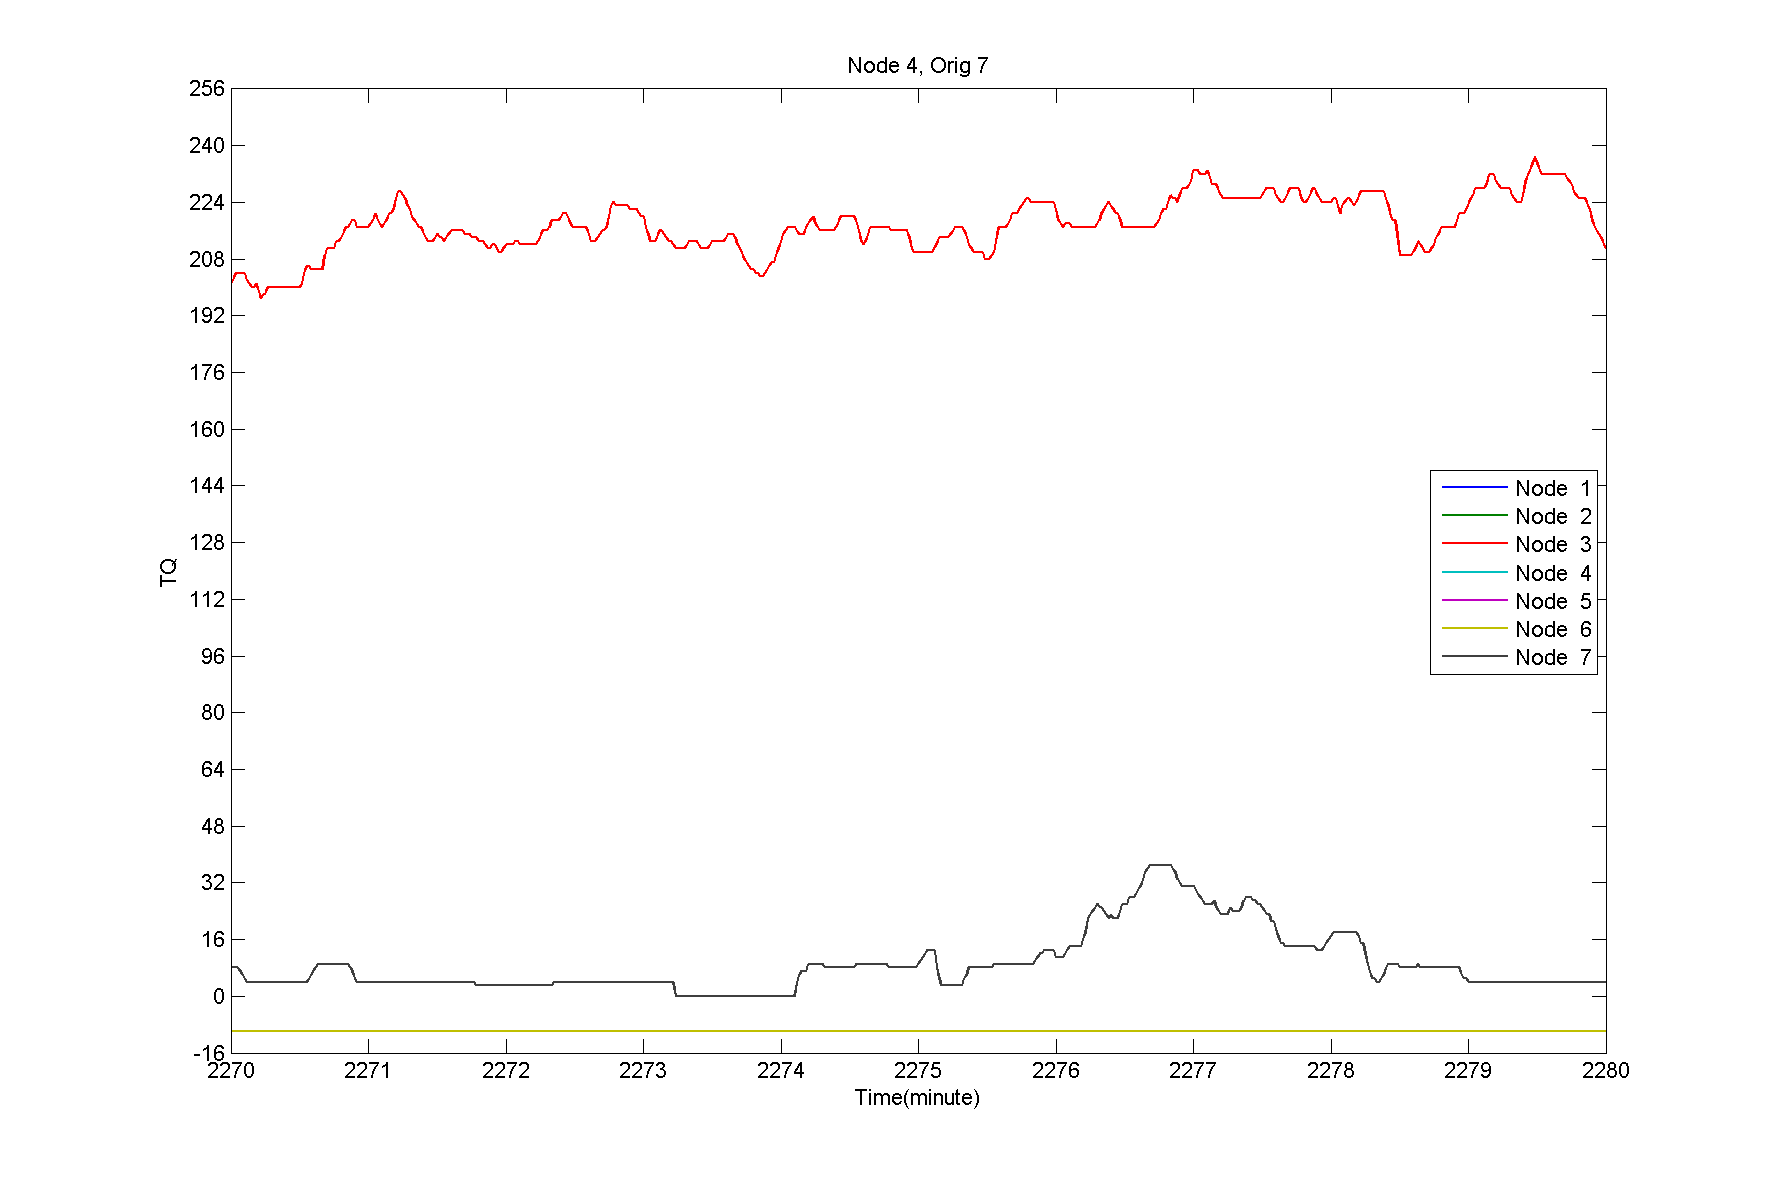 Node 4, Orig 7
256
240
224
208
192
176
160
144
128
112
96
80
64
48
32
16
0
-16
TQ
Node 1
Node 2
Node 3
Node 4
Node 5
Node 6
Node 7
2270 2271 2272 2273 2274 2275 2276 2277 2278 2279 2280
Time(minute)